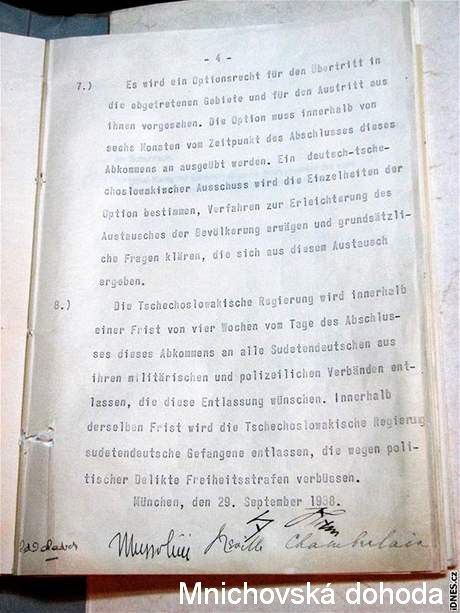 - 4 -
7.) Es wird ein Optionsrecht für den Übertritt in
die abgetretenen Gebiete und für den Austritt aus
ihnen vorgesehen. Die Option muss innerhalb von
sechs Monaten vom Zeitpunkt des Abschlusses dieses
Abkommens an ausgeübt werden. Ein deutsch-tsche-
choslowakischer Ausschuss wird die Einzelheiten der
Option bestimmen, Verfahren zur Erleichterung des
Austausches der Bevölkerung erwägen und grundsätzli-
che Fragen klären, die sich aus diesem Austausch
ergeben.
8.) Die Tschechoslowakische Regierung wird innerhalb
einer Frist von vier Wochen vom Tage des Abschlus-
ses dieses Abkommens an alle Sudetendeutschen aus
ihren militärischen und polizeilichen Verbänden ent-
lassen, die diese Entlassung wünschen. Innerhalb
derselben Frist wird die Tschechoslowakische Regierung
sudetendeutsche Gefangene entlassen, die wegen poli-
tischer Delikte Freiheitsstrafen verbüssen.
München, den 29. September 1938.
Mussolini Neville Chamberlain
Mnichovská dohoda
iDNES.cz